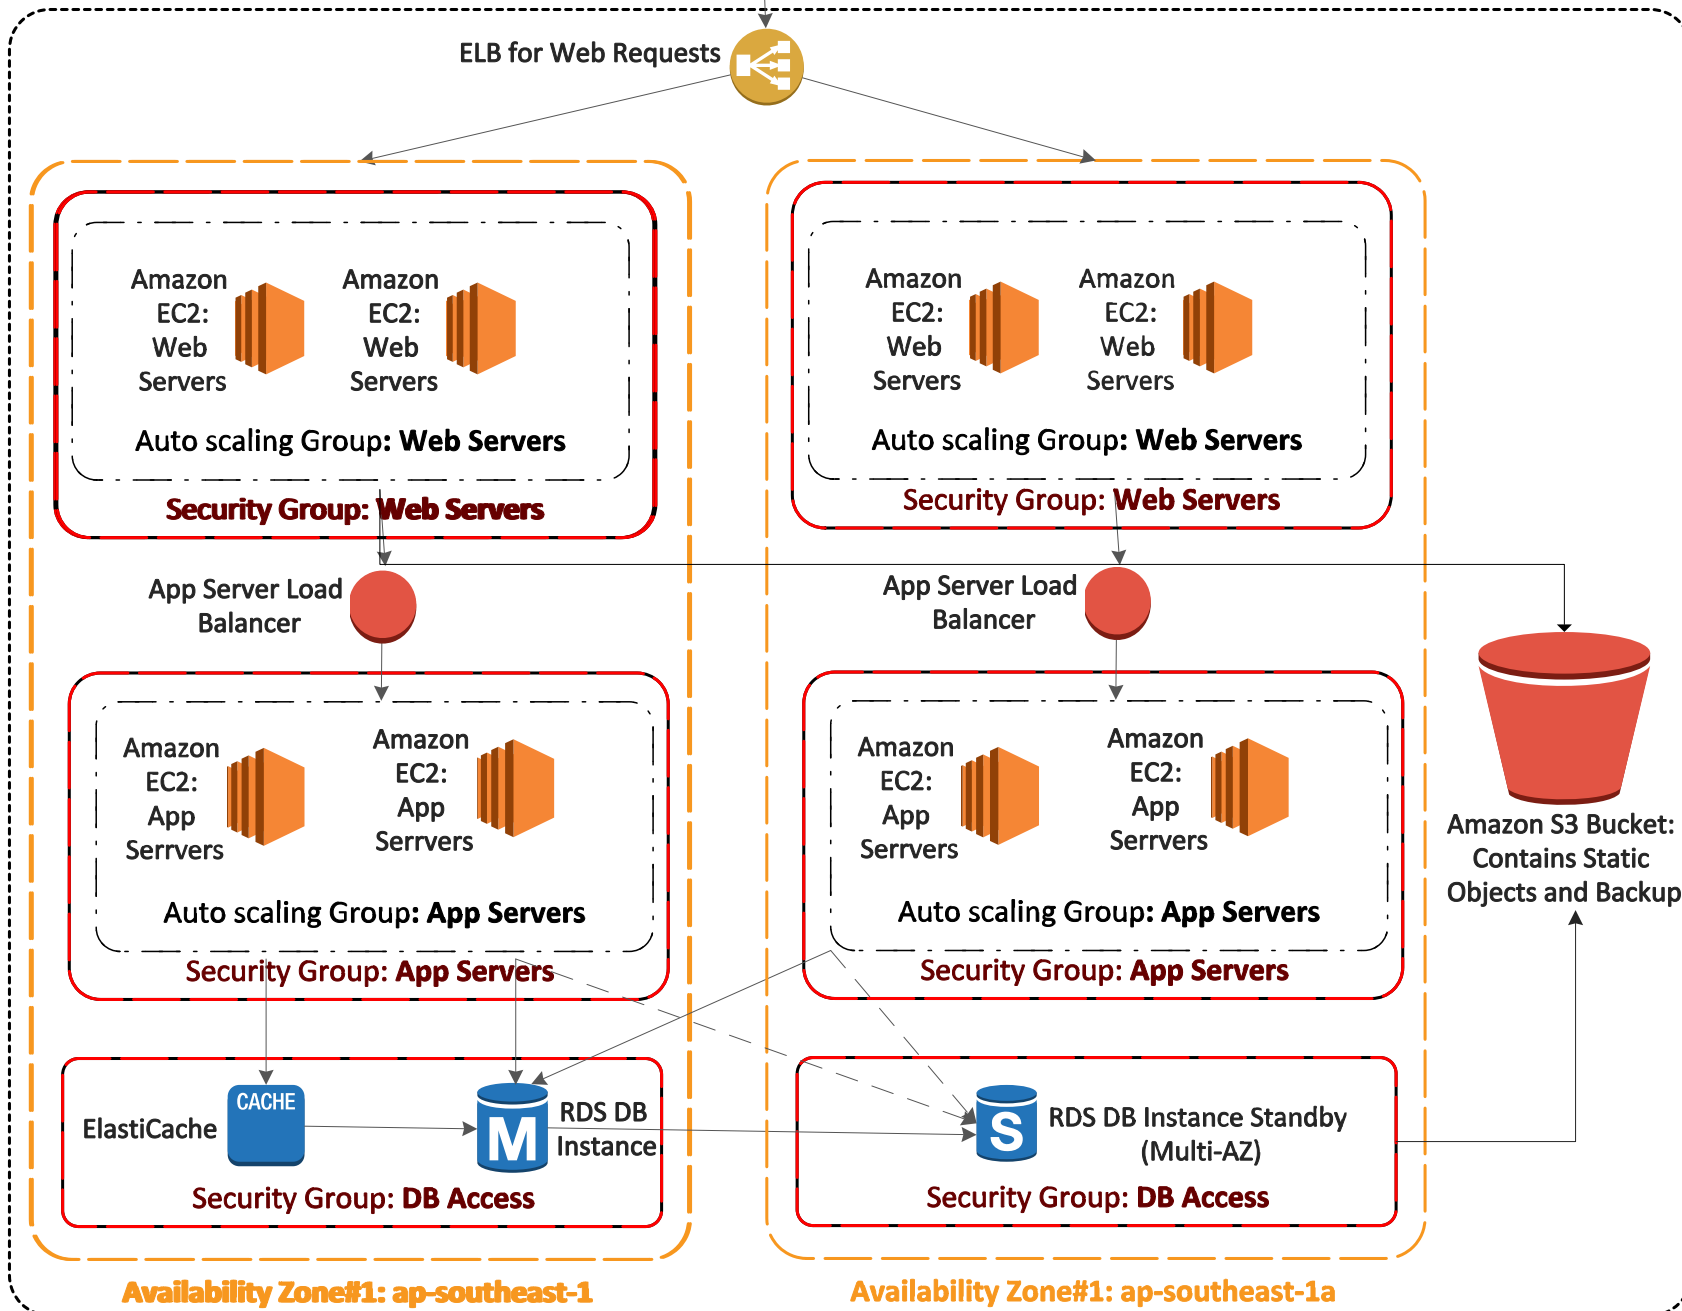 ELB for Web Requests
Amazon
EC2:
Web
Servers
Amazon
EC2:
Web
Servers
Auto scaling Group: Web Servers
Security Group: Web Servers
Amazon
EC2:
Web
Servers
Amazon
EC2:
Web
Servers
Auto scaling Group: Web Servers
Security Group: Web Servers
App Server Load
Balancer
App Server Load
Balancer
Amazon
EC2:
App
Serrvers
Amazon
EC2:
App
Serrvers
Auto scaling Group: App Servers
Security Group: App Servers
Amazon
EC2:
App
Serrvers
Amazon
EC2:
App
Serrvers
Auto scaling Group: App Servers
Security Group: App Servers
Amazon S3 Bucket:
Contains Static
Objects and Backup
ElastiCache
CACHE
M
RDS DB
Instance
Security Group: DB Access
S
RDS DB Instance Standby
(Multi-AZ)
Security Group: DB Access
Availability Zone#1: ap-southeast-1
Availability Zone#1: ap-southeast-1a